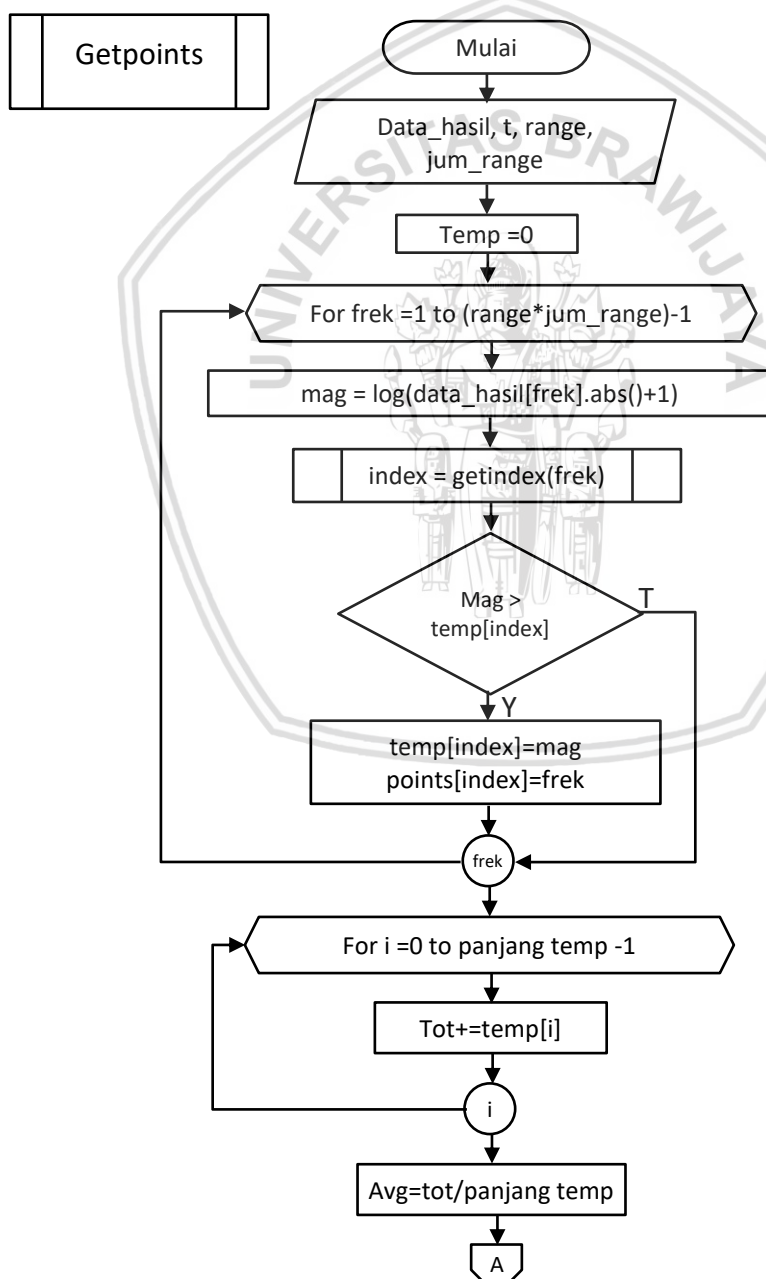 Getpoints
Mulai
Data_hasil, t, range,
jum_range
Temp =0
For frek =1 to (range*jum_range)-1
mag = log(data_hasil[frek].abs()+1)
index = getindex(frek)
Mag >
temp[index]
T
Y
temp[index]=mag
points[index]=frek
frek
For i =0 to panjang temp -1
Tot+=temp[i]
i
Avg=tot/panjang temp
A
UNIVERSITAS BRAWIJAYA